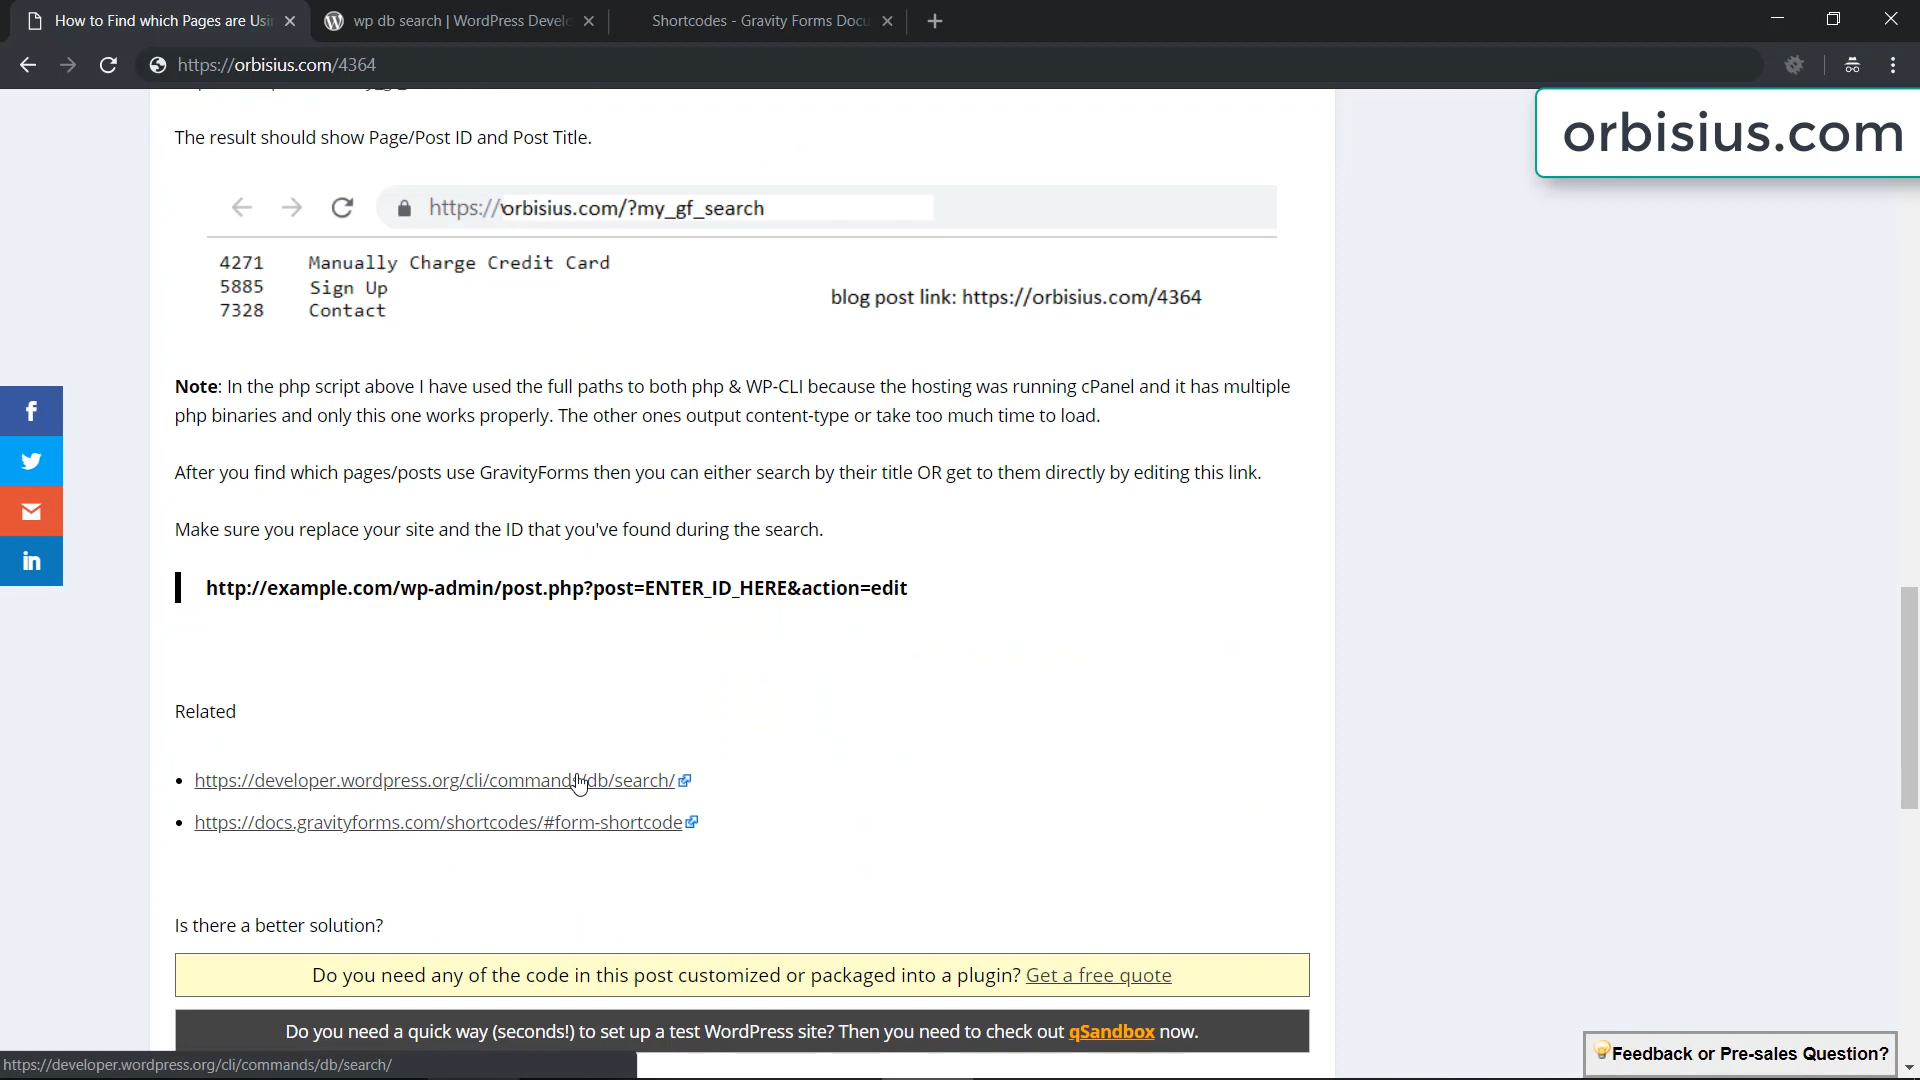 How to Find which Pages are Usi
wp db search | WordPress Develo
Shortcodes - Gravity Forms Docu
https://orbisius.com/4364
orbisius.com
The result should show Page/Post ID and Post Title.
https://orbisius.com/?my_gf_search
4271 Manually Charge Credit Card
5885 Sign Up
7328 Contact
blog post link: https://orbisius.com/4364
Note: In the php script above I have used the full paths to both php & WP-CLI because the hosting was running cPanel and it has multiple
php binaries and only this one works properly. The other ones output content-type or take too much time to load.
After you find which pages/posts use GravityForms then you can either search by their title OR get to them directly by editing this link.
Make sure you replace your site and the ID that you've found during the search.
http://example.com/wp-admin/post.php?post=ENTER_ID_HERE&action=edit
Related
https://developer.wordpress.org/cli/commands/db/search/
https://docs.gravityforms.com/shortcodes/#form-shortcode
Is there a better solution?
Do you need any of the code in this post customized or packaged into a plugin? Get a free quote
Do you need a quick way (seconds!) to set up a test WordPress site? Then you need to check out qSandbox now.
Feedback or Pre-sales Question?
https://developer.wordpress.org/cli/commands/db/search/